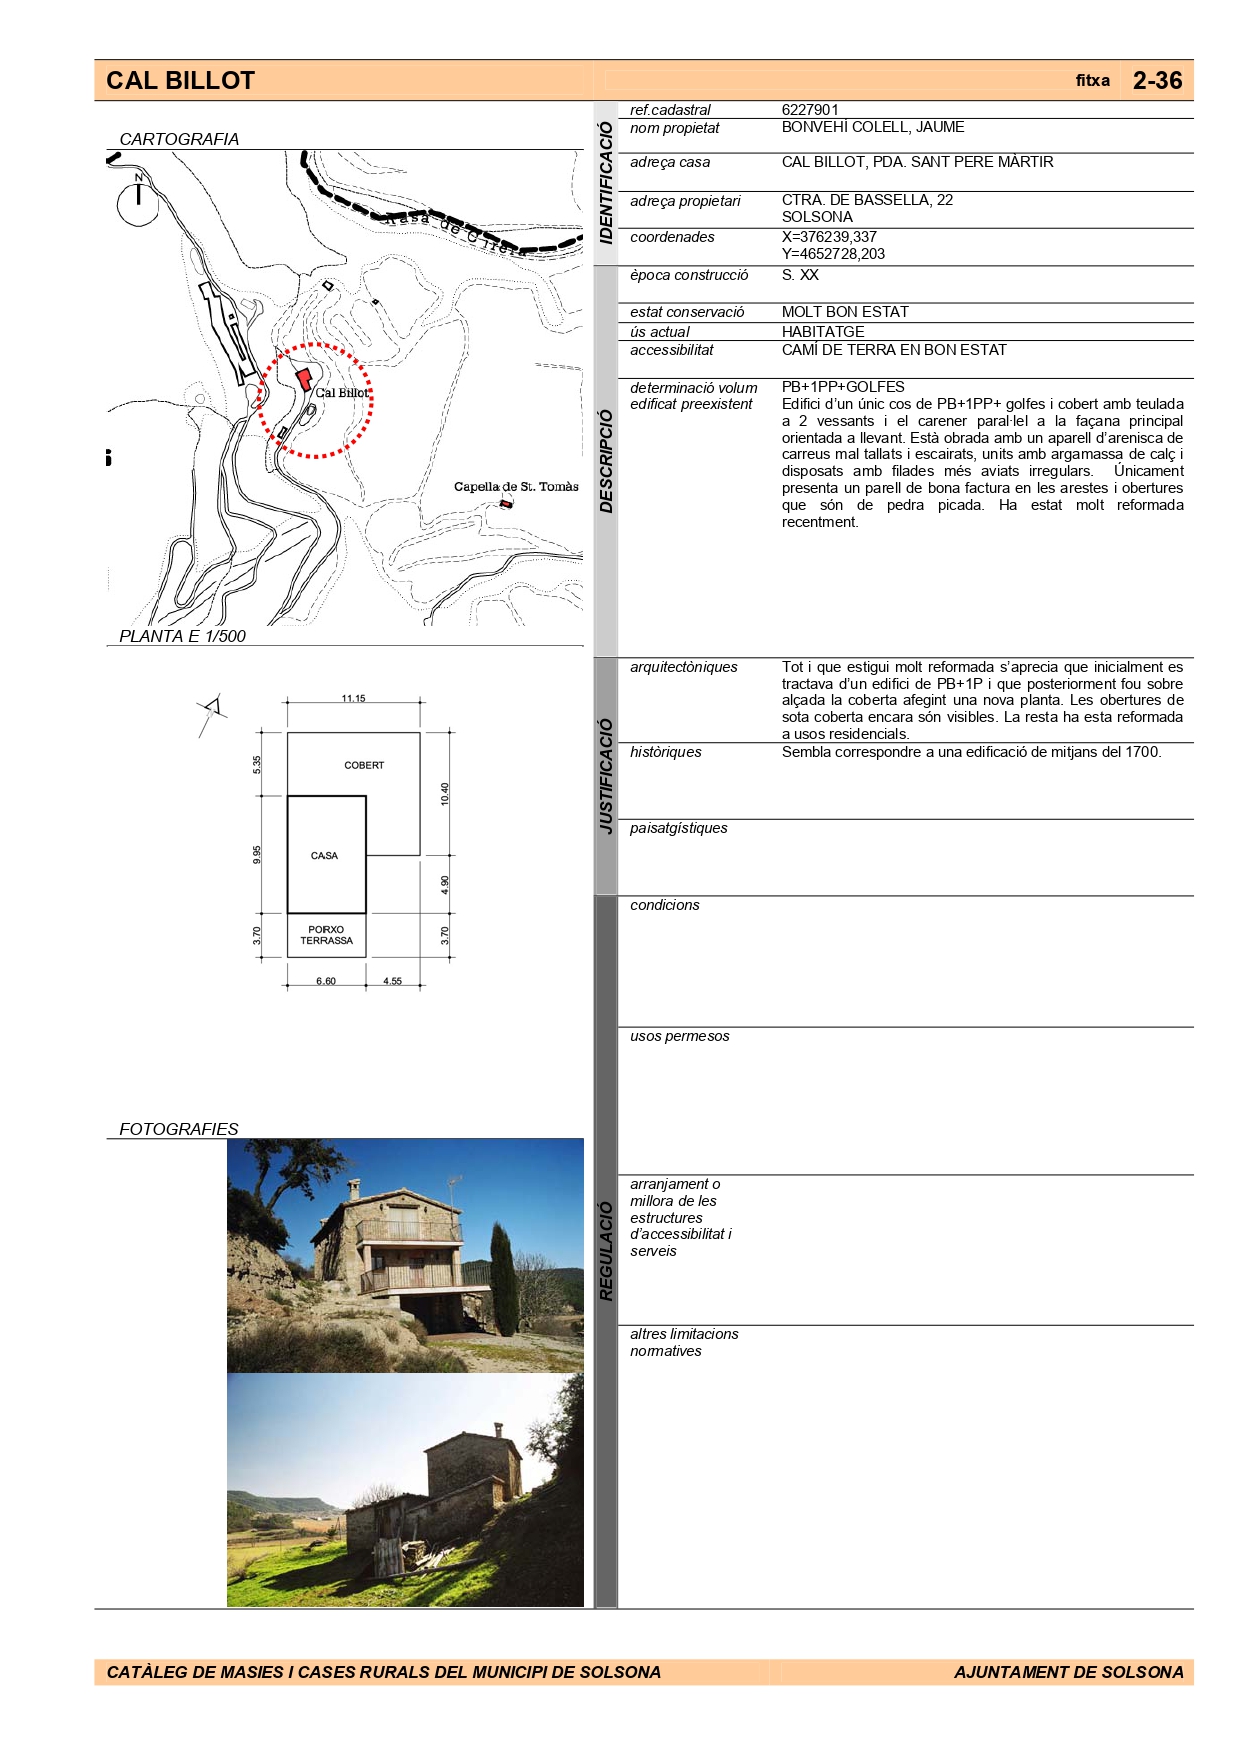 CAL BILLOT
fitxa 2-36
CARTOGRAFIA
N
Rasa de
Cal Billot
Capella de St. Tomàs
PLANTA E 1/500
11.15
5.35
COBERT
10.40
9.95
CASA
4.90
POIRXO
TERRASSA
3.70
3.70
6.60
4.55
FOTOGRAFIES
IDENTIFICACIÓ
ref.cadastral 6227901
nom propietat BONVEHÍ COLELL, JAUME
adreça casa CAL BILLOT, PDA. SANT PERE MÀRTIR
adreça propietari CTRA. DE BASSELLA, 22
SOLSONA
coordenades X=376239,337
Y=4652728,203
DESCRIPCIÓ
època construcció S. XX
estat conservació MOLT BON ESTAT
ús actual HABITATGE
accessibilitat CAMÍ DE TERRA EN BON ESTAT
determinació volum
edificat preexistent
PB+1PP+GOLFES
Edifici d’un únic cos de PB+1PP+ golfes i cobert amb teulada
a 2 vessants i el carener paral·lel a la façana principal
orientada a llevant. Està obrada amb un aparell d’arenisca de
carreus mal tallats i escairats, units amb argamassa de calç i
disposats amb filades més aviats irregulars. Únicament
presenta un parell de bona factura en les arestes i obertures
que són de pedra picada. Ha estat molt reformada
recentment.
JUSTIFICACIÓ
arquitectòniques
Tot i que estigui molt reformada s’aprecia que inicialment es
tractava d’un edifici de PB+1P i que posteriorment fou sobre
alçada la coberta afegint una nova planta. Les obertures de
sota coberta encara són visibles. La resta ha esta reformada
a usos residencials.
històriques Sembla correspondre a una edificació de mitjans del 1700.
paisatgístiques
REGULACIÓ
condicions
usos permesos
arranjament o
millora de les
estructures
d’accessibilitat i
serveis
altres limitacions
normatives
CATÀLEG DE MASIES I CASES RURALS DEL MUNICIPI DE SOLSONA
AJUNTAMENT DE SOLSONA